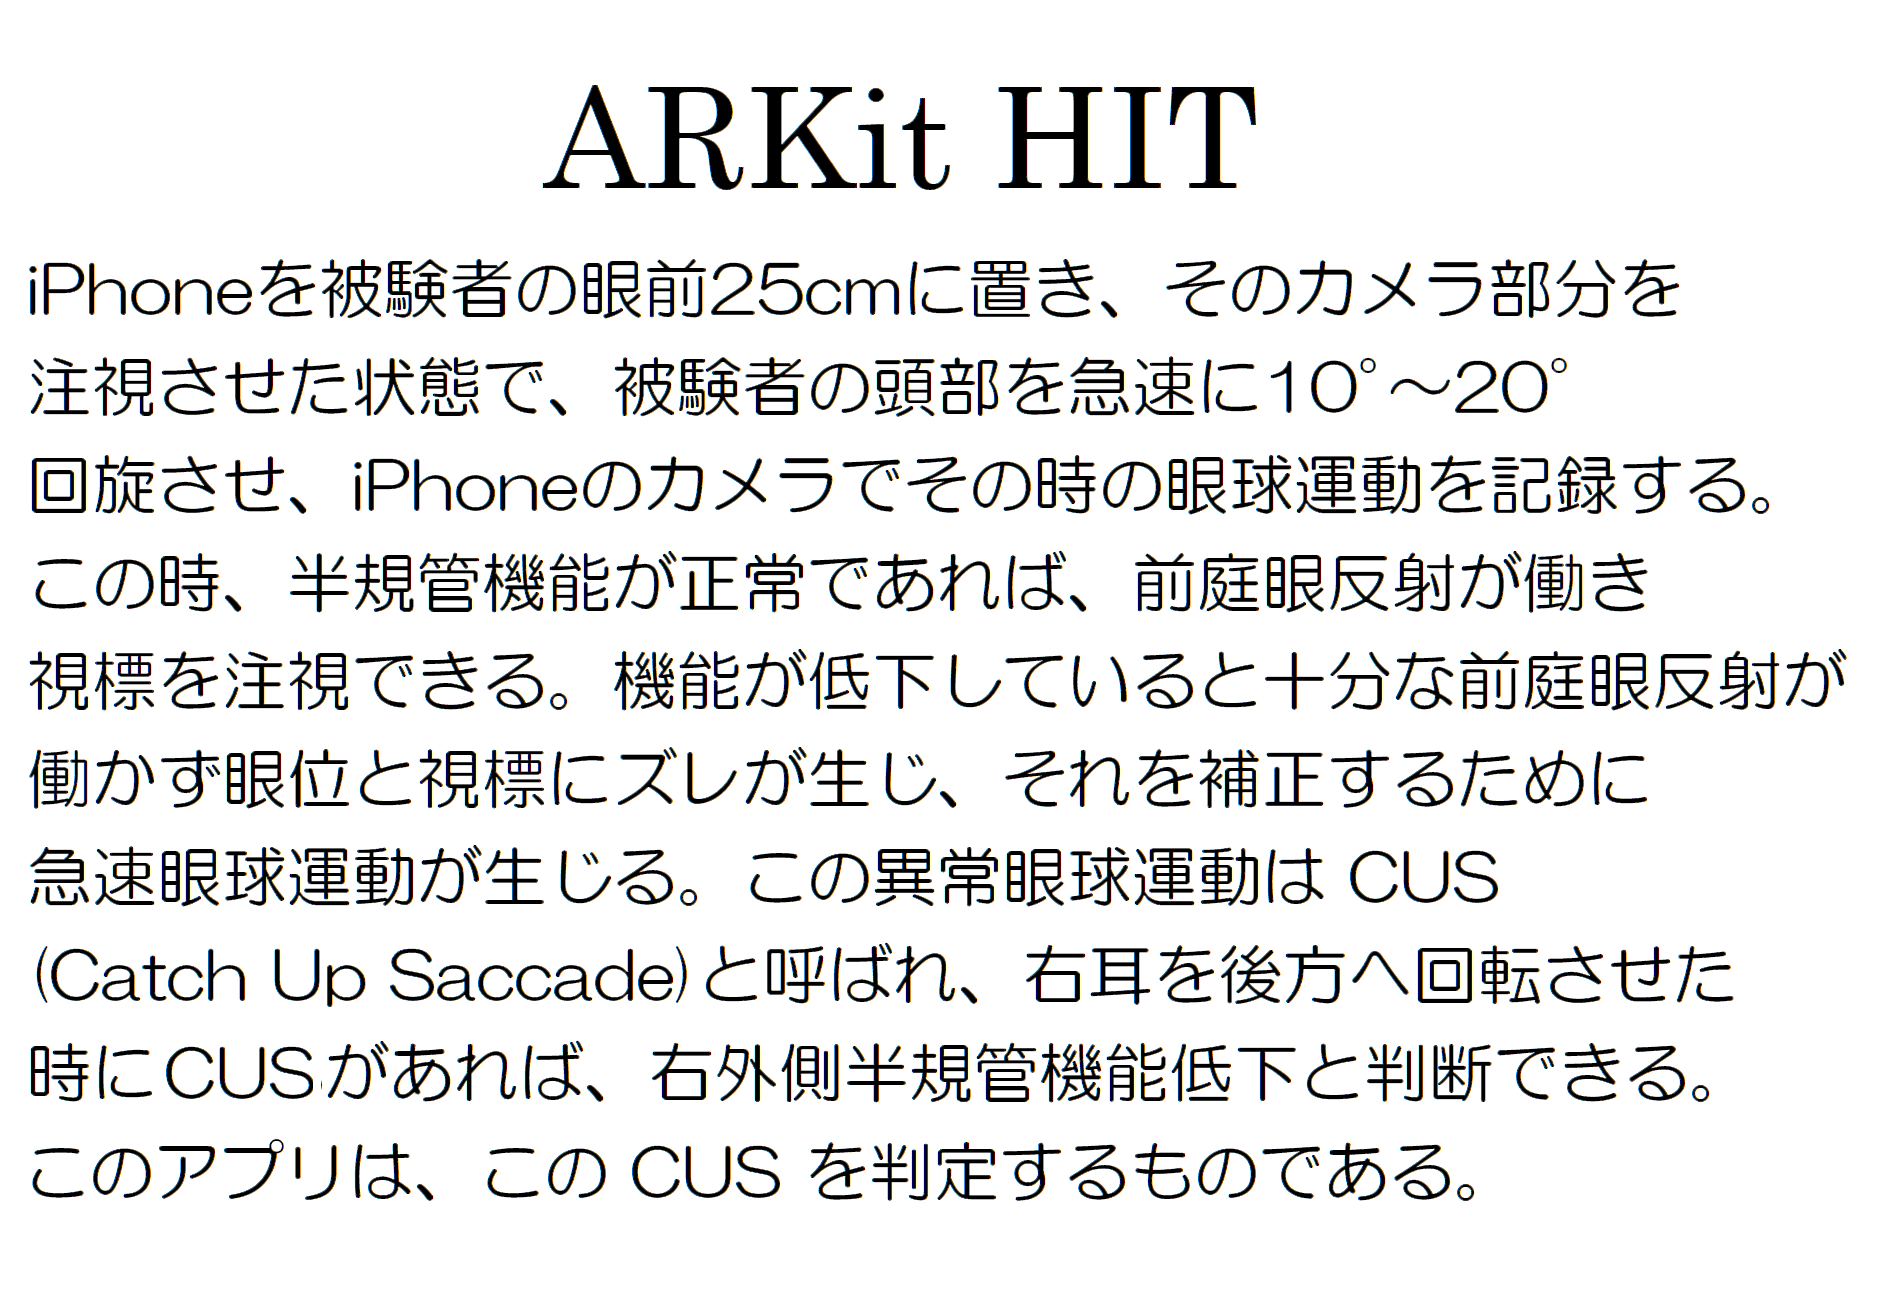 ARKit HIT
iPhoneを被験者の眼前25cmに置き、そのカメラ部分を
注視させた状態で、被験者の頭部を急速に10°～20°
回旋させ、iPhoneのカメラでその時の眼球運動を記録する。
この時、半規管機能が正常であれば、前庭眼反射が働き
視標を注視できる。機能が低下していると十分な前庭眼反射が
働かず眼位と視標にズレが生じ、それを補正するために
急速眼球運動が生じる。この異常眼球運動は CUS
(Catch Up Saccade)と呼ばれ、右耳を後方へ回転させた
時にCUSがあれば、右外側半規管機能低下と判断できる。
このアプリは、この CUS を判定するものである。